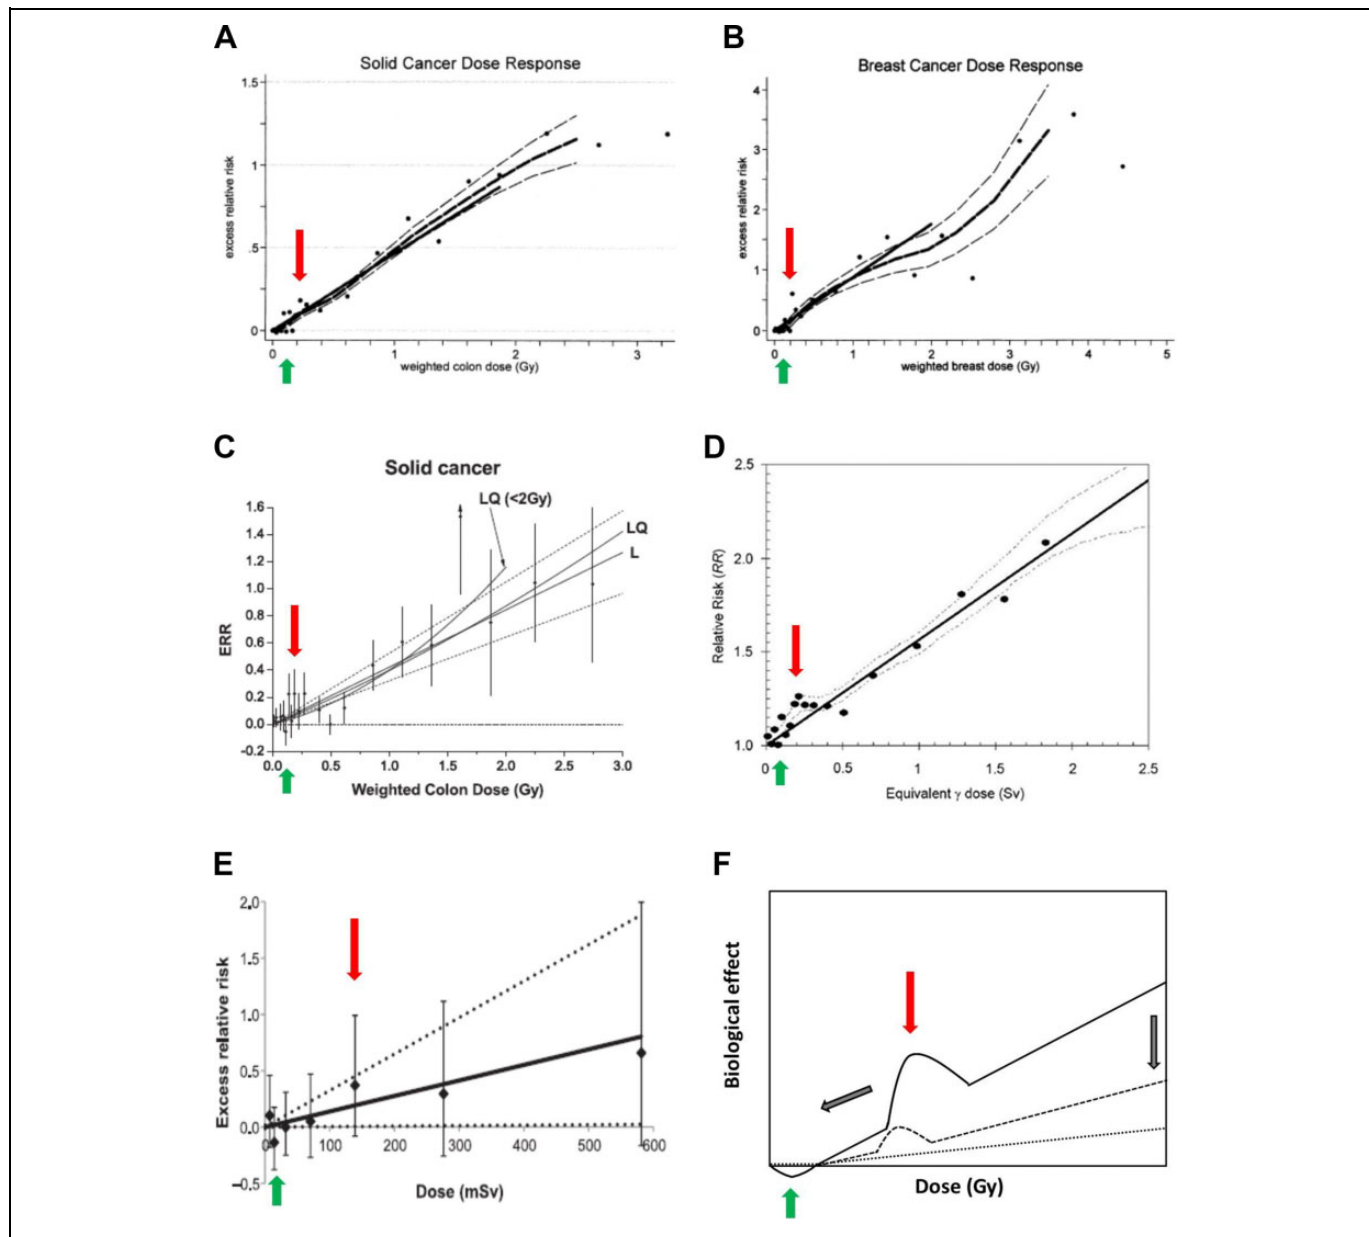 A
Solid Cancer Dose Response
excess relative risk
1.5
1
.5
0
0 1 2 3
weighted colon dose (Gy)
B
Breast Cancer Dose Response
excess relative risk
4
3
2
1
0
0 1 2 3 4 5
weighted breast dose (Gy)
C
Solid cancer
LQ (<2Gy)
LQ
L
ERR
1.6
1.4
1.2
1.0
0.8
0.6
0.4
0.2
0.0
-0.2
0.0 0.5 1.0 1.5 2.0 2.5 3.0
Weighted Colon Dose (Gy)
D
Relative Risk (RR)
2.5
2.0
1.5
1.0
0 0.5 1 1.5 2 2.5
Equivalent γ dose (Sv)
E
Excess relative risk
2.0
1.5
1.0
0.5
0.0
–0.5
0 100 200 300 400 500 600
Dose (mSv)
F
Biological effect
Dose (Gy)